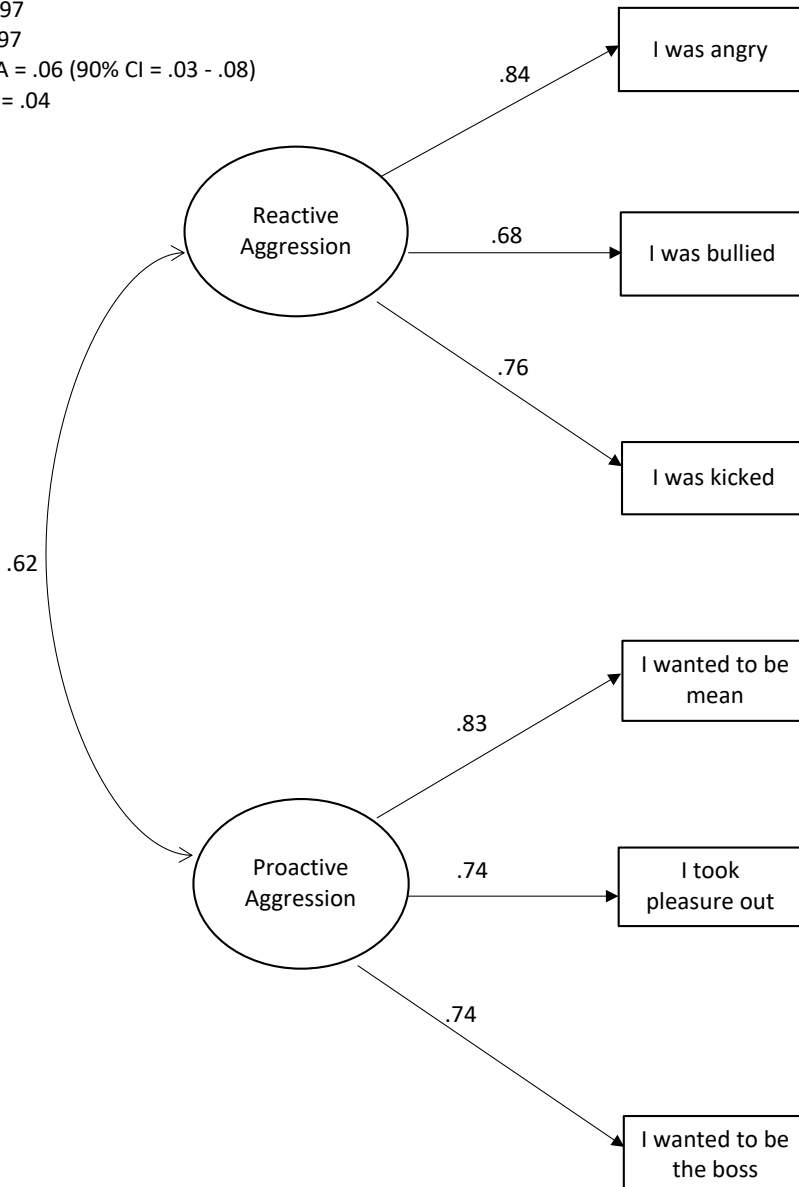 97
97
A = .06 (90% CI = .03 - .08)
= .04
I was angry
.84
Reactive
Aggression
.68
I was bullied
.76
I was kicked
.62
I wanted to be
mean
.83
Proactive
Aggression
.74
I took
pleasure out
.74
I wanted to be
the boss